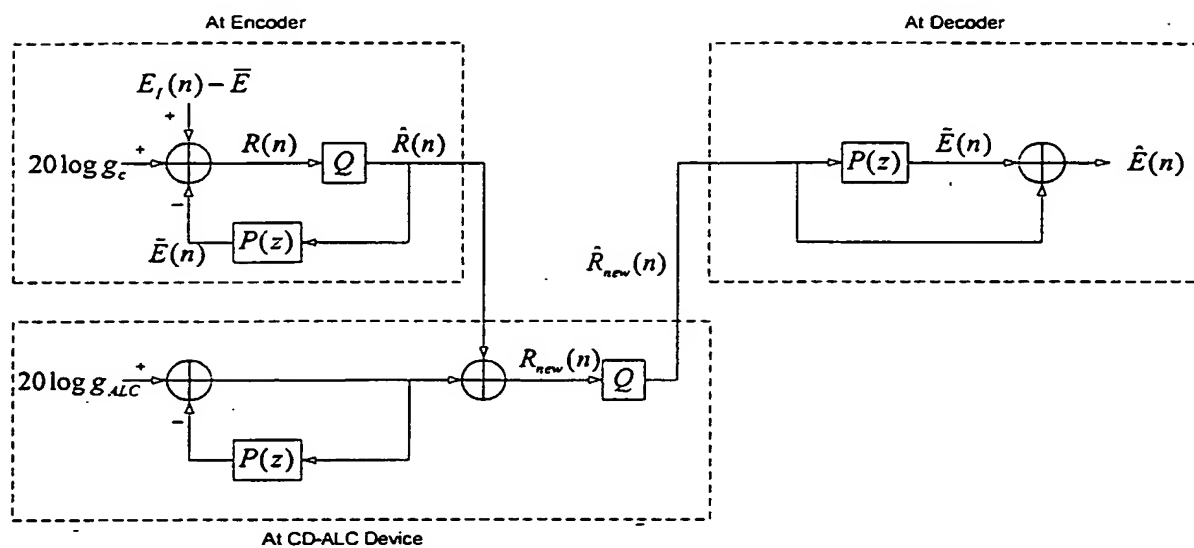 At Encoder
At Decoder
E_I(n) − E̅
+
20 log g_c
+
R(n)
Q
R̂(n)
−
Ẽ(n)
P(z)
P(z)
Ẽ(n)
Ê(n)
R̂_new(n)
20 log g_ALC
+
R_new(n)
Q
−
P(z)
At CD-ALC Device